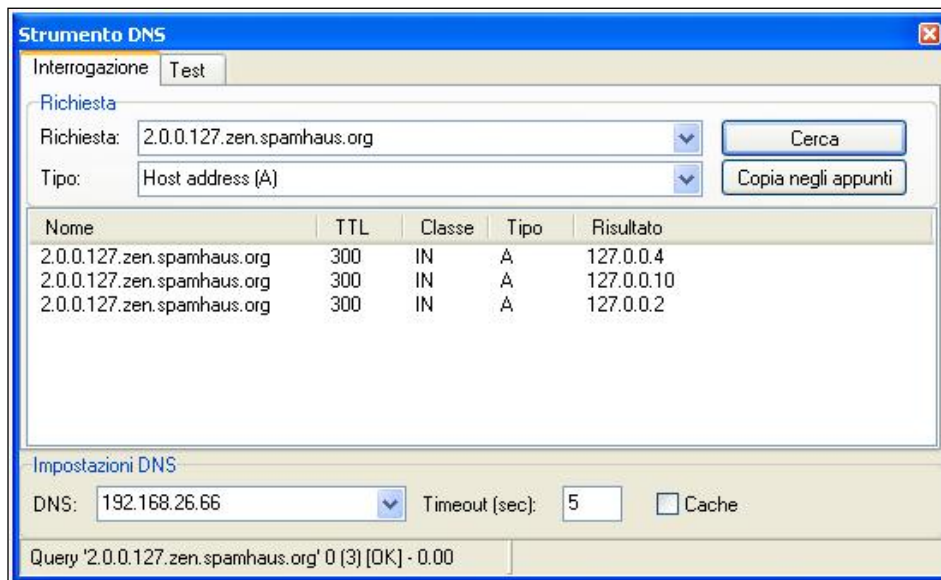 Strumento DNS
Interrogazione Test
Richiesta
Richiesta: 2.0.0.127.zen.spamhaus.org Cerca
Tipo: Host address (A) Copia negli appunti
Nome TTL Classe Tipo Risultato
2.0.0.127.zen.spamhaus.org 300 IN A 127.0.0.4
2.0.0.127.zen.spamhaus.org 300 IN A 127.0.0.10
2.0.0.127.zen.spamhaus.org 300 IN A 127.0.0.2
Impostazioni DNS
DNS: 192.168.26.66 Timeout (sec): 5 Cache
Query '2.0.0.127.zen.spamhaus.org' 0 (3) [OK] - 0.00